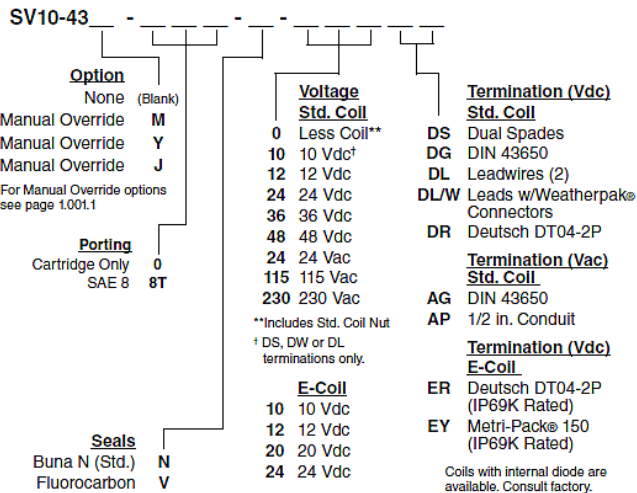 SV10-43__ - ___ - __ - ___ __ __
Option
None (Blank)
Manual Override M
Manual Override Y
Manual Override J
For Manual Override options
see page 1.001.1
Porting
Cartridge Only 0
SAE 8 8T
Seals
Buna N (Std.) N
Fluorocarbon V
Voltage
Std. Coil
0 Less Coil**
10 10 Vdc†
12 12 Vdc
24 24 Vdc
36 36 Vdc
48 48 Vdc
24 24 Vac
115 115 Vac
230 230 Vac
**Includes Std. Coil Nut
† DS, DW or DL
terminations only.
E-Coil
10 10 Vdc
12 12 Vdc
20 20 Vdc
24 24 Vdc
Termination (Vdc)
Std. Coil
DS Dual Spades
DG DIN 43650
DL Leadwires (2)
DL/W Leads w/Weatherpak®
Connectors
DR Deutsch DT04-2P
Termination (Vac)
Std. Coil
AG DIN 43650
AP 1/2 in. Conduit
Termination (Vdc)
E-Coil
ER Deutsch DT04-2P
(IP69K Rated)
EY Metri-Pack® 150
(IP69K Rated)
Coils with internal diode are
available. Consult factory.